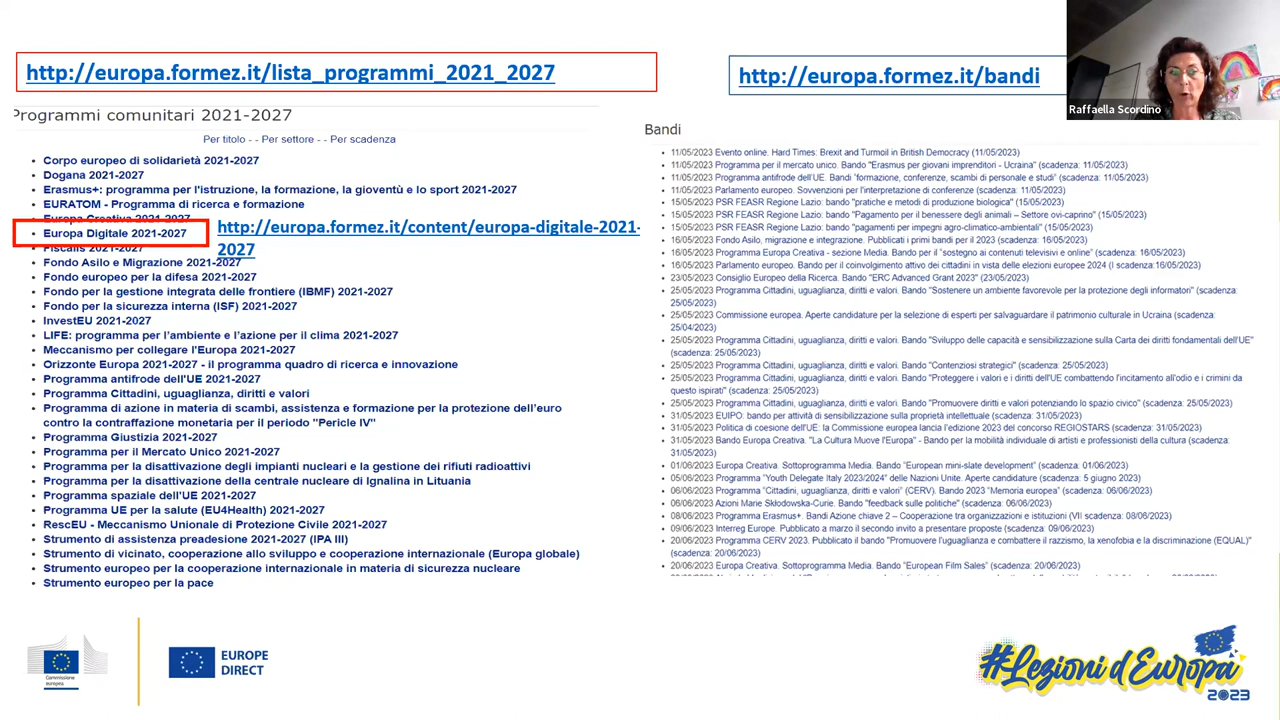 http://europa.formez.it/lista_programmi_2021_2027
Programmi comunitari 2021-2027
Per titolo - - Per settore - - Per scadenza
Corpo europeo di solidarietà 2021-2027
Dogana 2021-2027
Erasmus+: programma per l'istruzione, la formazione, la gioventù e lo sport 2021-2027
EURATOM - Programma di ricerca e formazione
Europa Creativa 2021-2027
Europa Digitale 2021-2027
http://europa.formez.it/content/europa-digitale-2021-
2027
Fiscalis 2021-2027
Fondo Asilo e Migrazione 2021-2027
Fondo europeo per la difesa 2021-2027
Fondo per la gestione integrata delle frontiere (IBMF) 2021-2027
Fondo per la sicurezza interna (ISF) 2021-2027
InvestEU 2021-2027
LIFE: programma per l'ambiente e l'azione per il clima 2021-2027
Meccanismo per collegare l'Europa 2021-2027
Orizzonte Europa 2021-2027 - il programma quadro di ricerca e innovazione
Programma antifrode dell'UE 2021-2027
Programma Cittadini, uguaglianza, diritti e valori
Programma di azione in materia di scambi, assistenza e formazione per la protezione dell'euro
contro la contraffazione monetaria per il periodo "Pericle IV"
Programma Giustizia 2021-2027
Programma per il Mercato Unico 2021-2027
Programma per la disattivazione degli impianti nucleari e la gestione dei rifiuti radioattivi
Programma per la disattivazione della centrale nucleare di Ignalina in Lituania
Programma spaziale dell'UE 2021-2027
Programma UE per la salute (EU4Health) 2021-2027
RescEU - Meccanismo Unionale di Protezione Civile 2021-2027
Strumento di assistenza preadesione 2021-2027 (IPA III)
Strumento di vicinato, cooperazione allo sviluppo e cooperazione internazionale (Europa globale)
Strumento europeo per la cooperazione internazionale in materia di sicurezza nucleare
Strumento europeo per la pace
http://europa.formez.it/bandi
Raffaella Scordino
Bandi
11/05/2023 Evento online. Hard Times: Brexit and Turmoil in British Democracy (11/05/2023)
11/05/2023 Programma per il mercato unico. Bando "Erasmus per giovani imprenditori - Ucraina" (scadenza: 11/05/2023)
11/05/2023 Programma antifrode dell'UE. Bandi "formazione, conferenze, scambi di personale e studi" (scadenza: 11/05/2023)
11/05/2023 Parlamento europeo. Sovvenzioni per l'interpretazione di conferenze (scadenza: 11/05/2023)
15/05/2023 PSR FEASR Regione Lazio: bando "pratiche e metodi di produzione biologica" (15/05/2023)
15/05/2023 PSR FEASR Regione Lazio: bando "Pagamento per il benessere degli animali – Settore ovi-caprino" (15/05/2023)
15/05/2023 PSR FEASR Regione Lazio: bando "pagamenti per impegni agro-climatico-ambientali" (15/05/2023)
16/05/2023 Fondo Asilo, migrazione e integrazione. Pubblicati i primi bandi per il 2023 (scadenza: 16/05/2023)
16/05/2023 Programma Europa Creativa - sezione Media. Bando per il "sostegno ai contenuti televisivi e online" (scadenza: 16/05/2023)
16/05/2023 Parlamento europeo. Bando per il coinvolgimento attivo dei cittadini in vista delle elezioni europee 2024 (I scadenza:16/05/2023)
23/05/2023 Consiglio Europeo della Ricerca. Bando "ERC Advanced Grant 2023" (23/05/2023)
25/05/2023 Programma Cittadini, uguaglianza, diritti e valori. Bando "Sostenere un ambiente favorevole per la protezione degli informatori" (scadenza:
25/05/2023)
25/05/2023 Commissione europea. Aperte candidature per la selezione di esperti per salvaguardare il patrimonio culturale in Ucraina (scadenza:
25/04/2023)
25/05/2023 Programma Cittadini, uguaglianza, diritti e valori. Bando "Sviluppo delle capacità e sensibilizzazione sulla Carta dei diritti fondamentali dell'UE"
(scadenza: 25/05/2023)
25/05/2023 Programma Cittadini, uguaglianza, diritti e valori. Bando "Contenziosi strategici" (scadenza: 25/05/2023)
25/05/2023 Programma Cittadini, uguaglianza, diritti e valori. Bando "Proteggere i valori e i diritti dell'UE combattendo l'incitamento all'odio e i crimini da
questo ispirati" (scadenza: 25/05/2023)
25/05/2023 Programma Cittadini, uguaglianza, diritti e valori. Bando "Promuovere diritti e valori potenziando lo spazio civico" (scadenza: 25/05/2023)
31/05/2023 EUIPO: bando per attività di sensibilizzazione sulla proprietà intellettuale (scadenza: 31/05/2023)
31/05/2023 Politica di coesione dell'UE: la Commissione europea lancia l'edizione 2023 del concorso REGIOSTARS (scadenza: 31/05/2023)
31/05/2023 Bando Europa Creativa. "La Cultura Muove l'Europa" - Bando per la mobilità individuale di artisti e professionisti della cultura (scadenza:
31/05/2023)
01/06/2023 Europa Creativa. Sottoprogramma Media. Bando "European mini-slate development" (scadenza: 01/06/2023)
05/06/2023 Programma "Youth Delegate Italy 2023/2024" delle Nazioni Unite. Aperte candidature (scadenza: 5 giugno 2023)
06/06/2023 Programma "Cittadini, uguaglianza, diritti e valori" (CERV). Bando 2023 "Memoria europea" (scadenza: 06/06/2023)
06/06/2023 Azioni Marie Skłodowska-Curie. Bando "feedback sulle politiche" (scadenza: 06/06/2023)
08/06/2023 Programma Erasmus+. Bandi Azione chiave 2 – Cooperazione tra organizzazioni e istituzioni (VII scadenza: 08/06/2023)
09/06/2023 Interreg Europe. Pubblicato a marzo il secondo invito a presentare proposte (scadenza: 09/06/2023)
20/06/2023 Programma CERV 2023. Pubblicato il bando "Promuovere l'uguaglianza e combattere il razzismo, la xenofobia e la discriminazione (EQUAL)"
(scadenza: 20/06/2023)
20/06/2023 Europa Creativa. Sottoprogramma Media. Bando "European Film Sales" (scadenza: 20/06/2023)
Commissione
europea
EUROPE
DIRECT
#Lezioni d'Europa
2023